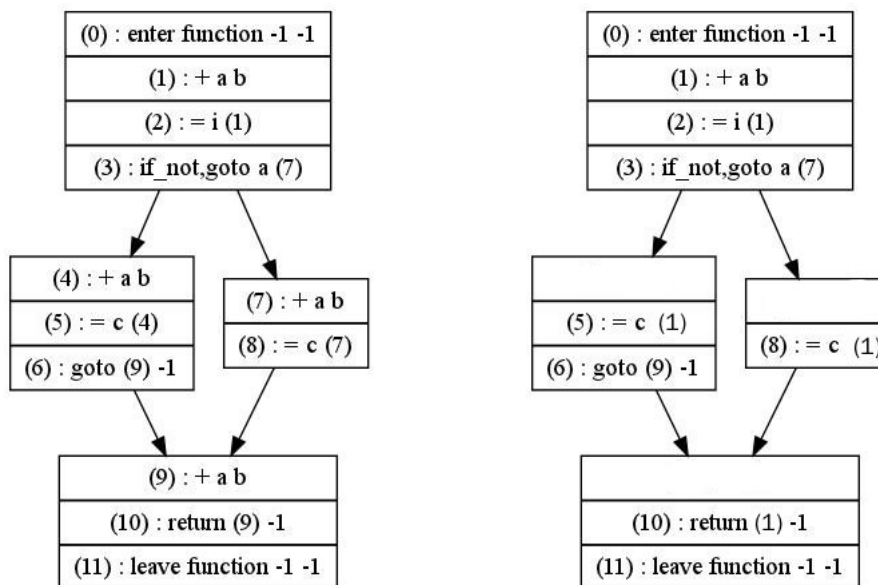 (0) : enter function -1 -1
(1) : + a b
(2) : = i (1)
(3) : if_not,goto a (7)
(4) : + a b
(5) : = c (4)
(6) : goto (9) -1
(7) : + a b
(8) : = c (7)
(9) : + a b
(10) : return (9) -1
(11) : leave function -1 -1
(0) : enter function -1 -1
(1) : + a b
(2) : = i (1)
(3) : if_not,goto a (7)
(5) : = c (1)
(6) : goto (9) -1
(8) : = c (1)
(10) : return (1) -1
(11) : leave function -1 -1